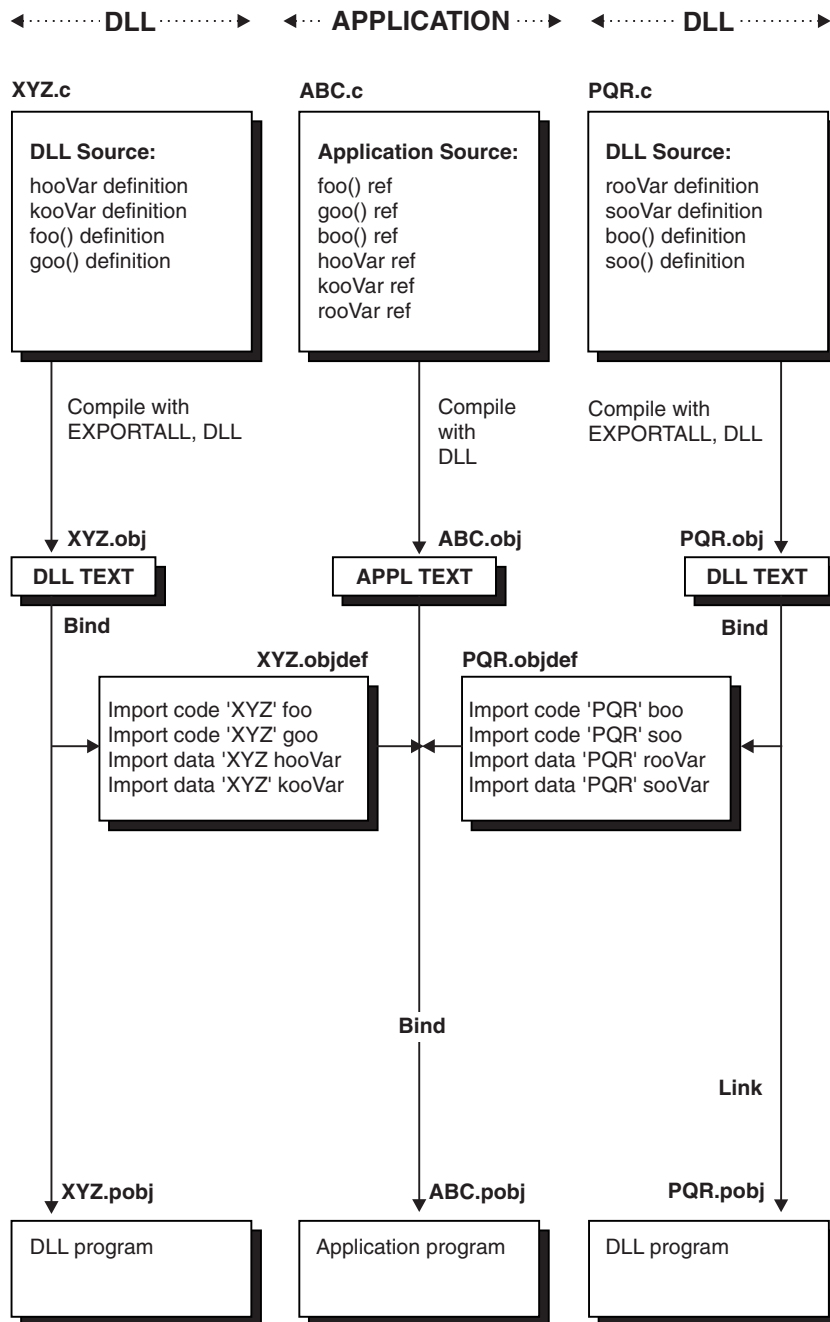 DLL
APPLICATION
DLL
XYZ.c
DLL Source:
hooVar definition
kooVar definition
foo() definition
goo() definition
ABC.c
Application Source:
foo() ref
goo() ref
boo() ref
hooVar ref
kooVar ref
rooVar ref
PQR.c
DLL Source:
rooVar definition
sooVar definition
boo() definition
soo() definition
Compile with
EXPORTALL, DLL
Compile
with
DLL
Compile with
EXPORTALL, DLL
XYZ.obj
DLL TEXT
Bind
ABC.obj
APPL TEXT
PQR.obj
DLL TEXT
Bind
XYZ.objdef
Import code 'XYZ' foo
Import code 'XYZ' goo
Import data 'XYZ hooVar
Import data 'XYZ' kooVar
PQR.objdef
Import code 'PQR' boo
Import code 'PQR' soo
Import data 'PQR' rooVar
Import data 'PQR' sooVar
Bind
Link
XYZ.pobj
DLL program
ABC.pobj
Application program
PQR.pobj
DLL program